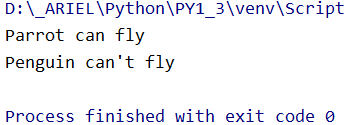 D:\_ARIEL\Python\PY1_3\venv\Script
Parrot can fly
Penguin can't fly
Process finished with exit code 0